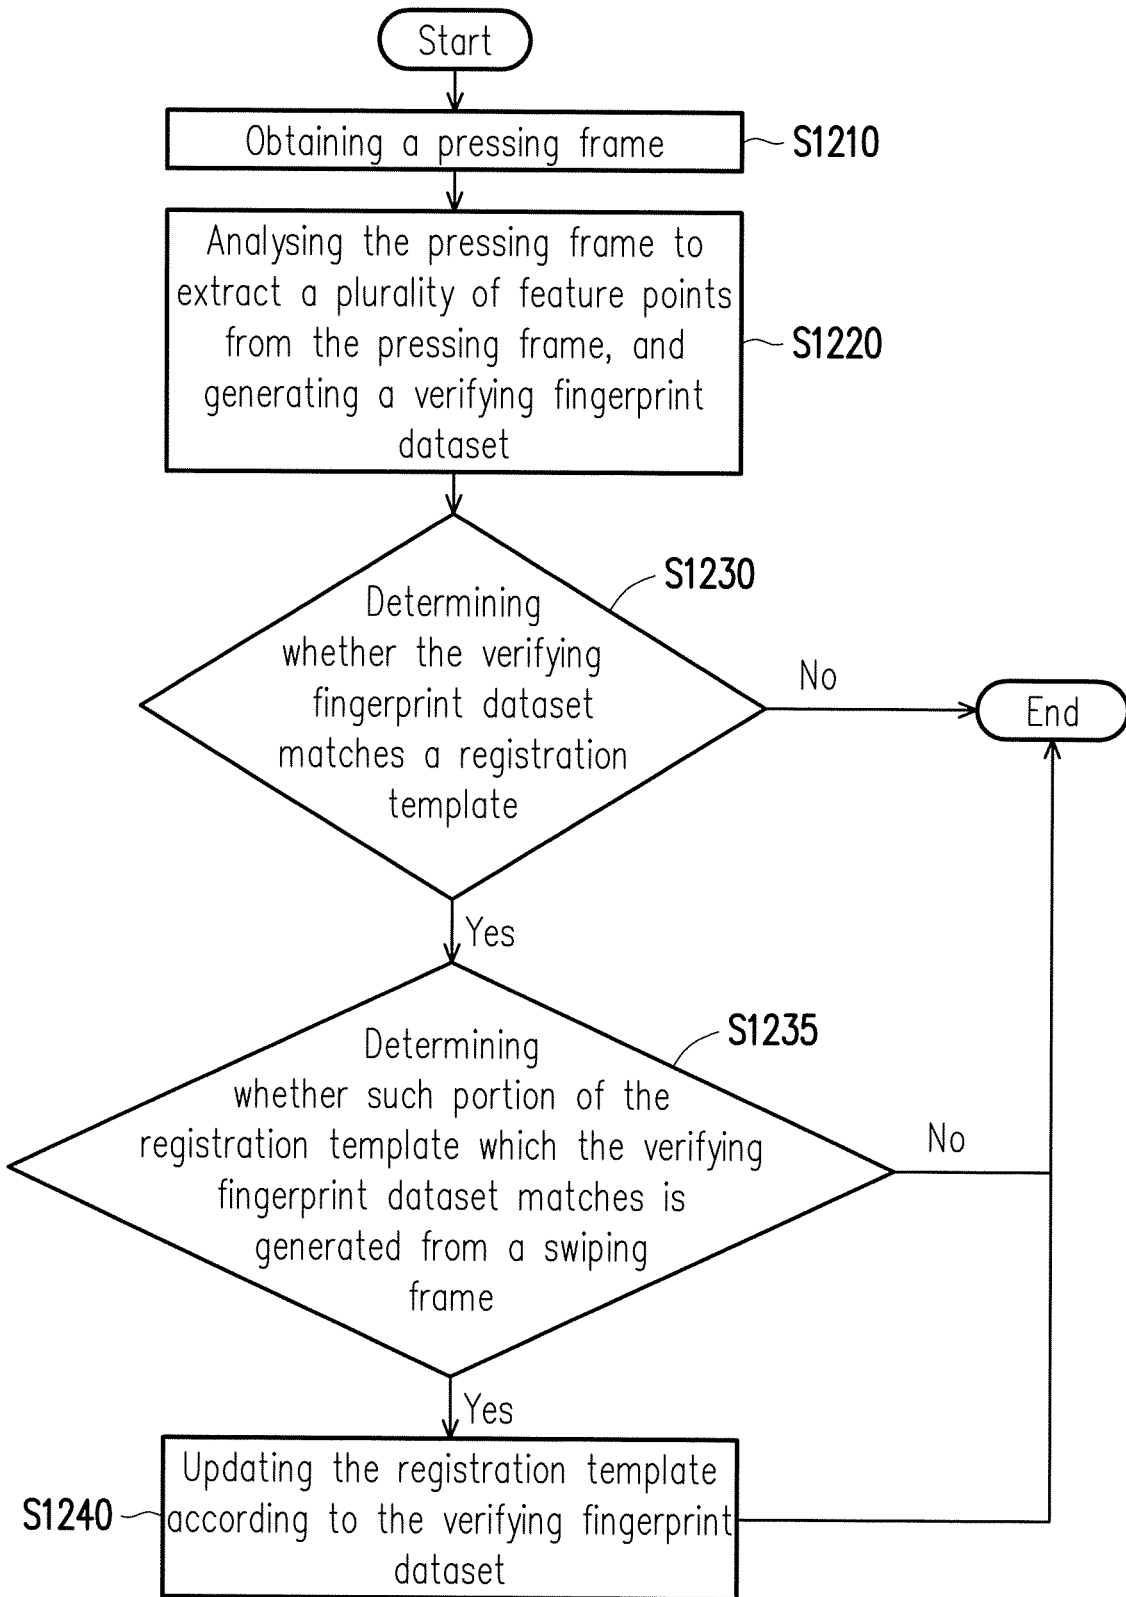 Start
Obtaining a pressing frame
S1210
Analysing the pressing frame to
extract a plurality of feature points
from the pressing frame, and
generating a verifying fingerprint
dataset
S1220
S1230
Determining
whether the verifying
fingerprint dataset
matches a registration
template
No
End
Yes
S1235
Determining
whether such portion of the
registration template which the verifying
fingerprint dataset matches is
generated from a swiping
frame
No
Yes
Updating the registration template
according to the verifying fingerprint
dataset
S1240